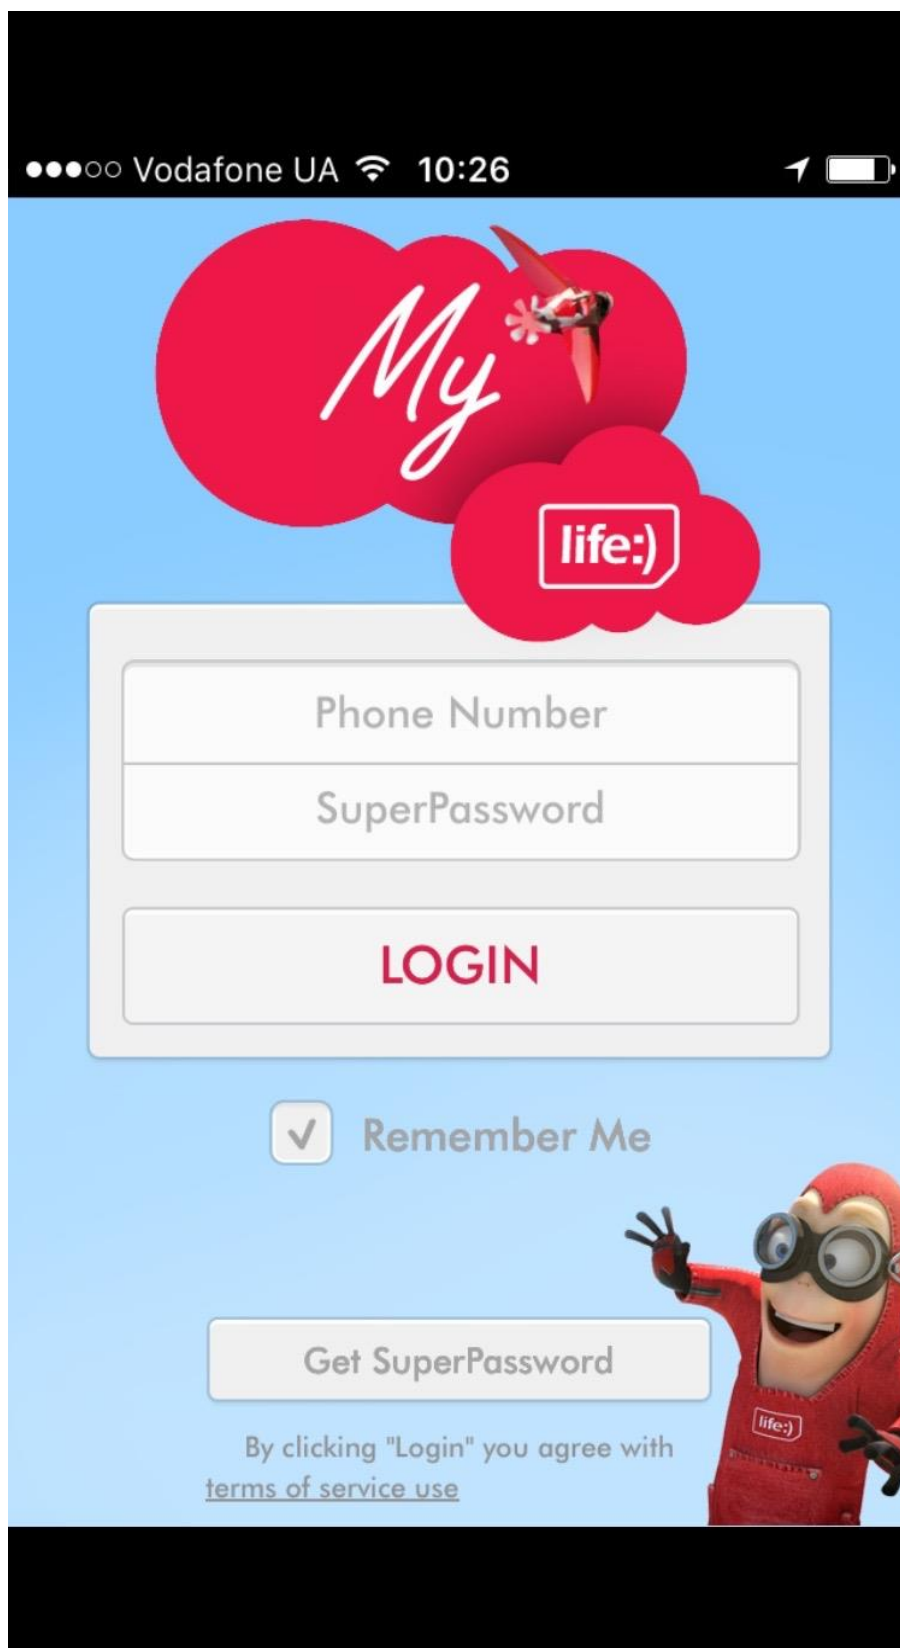 Vodafone UA 10:26
My
life:)
Phone Number
SuperPassword
LOGIN
Remember Me
Get SuperPassword
life:)
By clicking "Login" you agree with
terms of service use